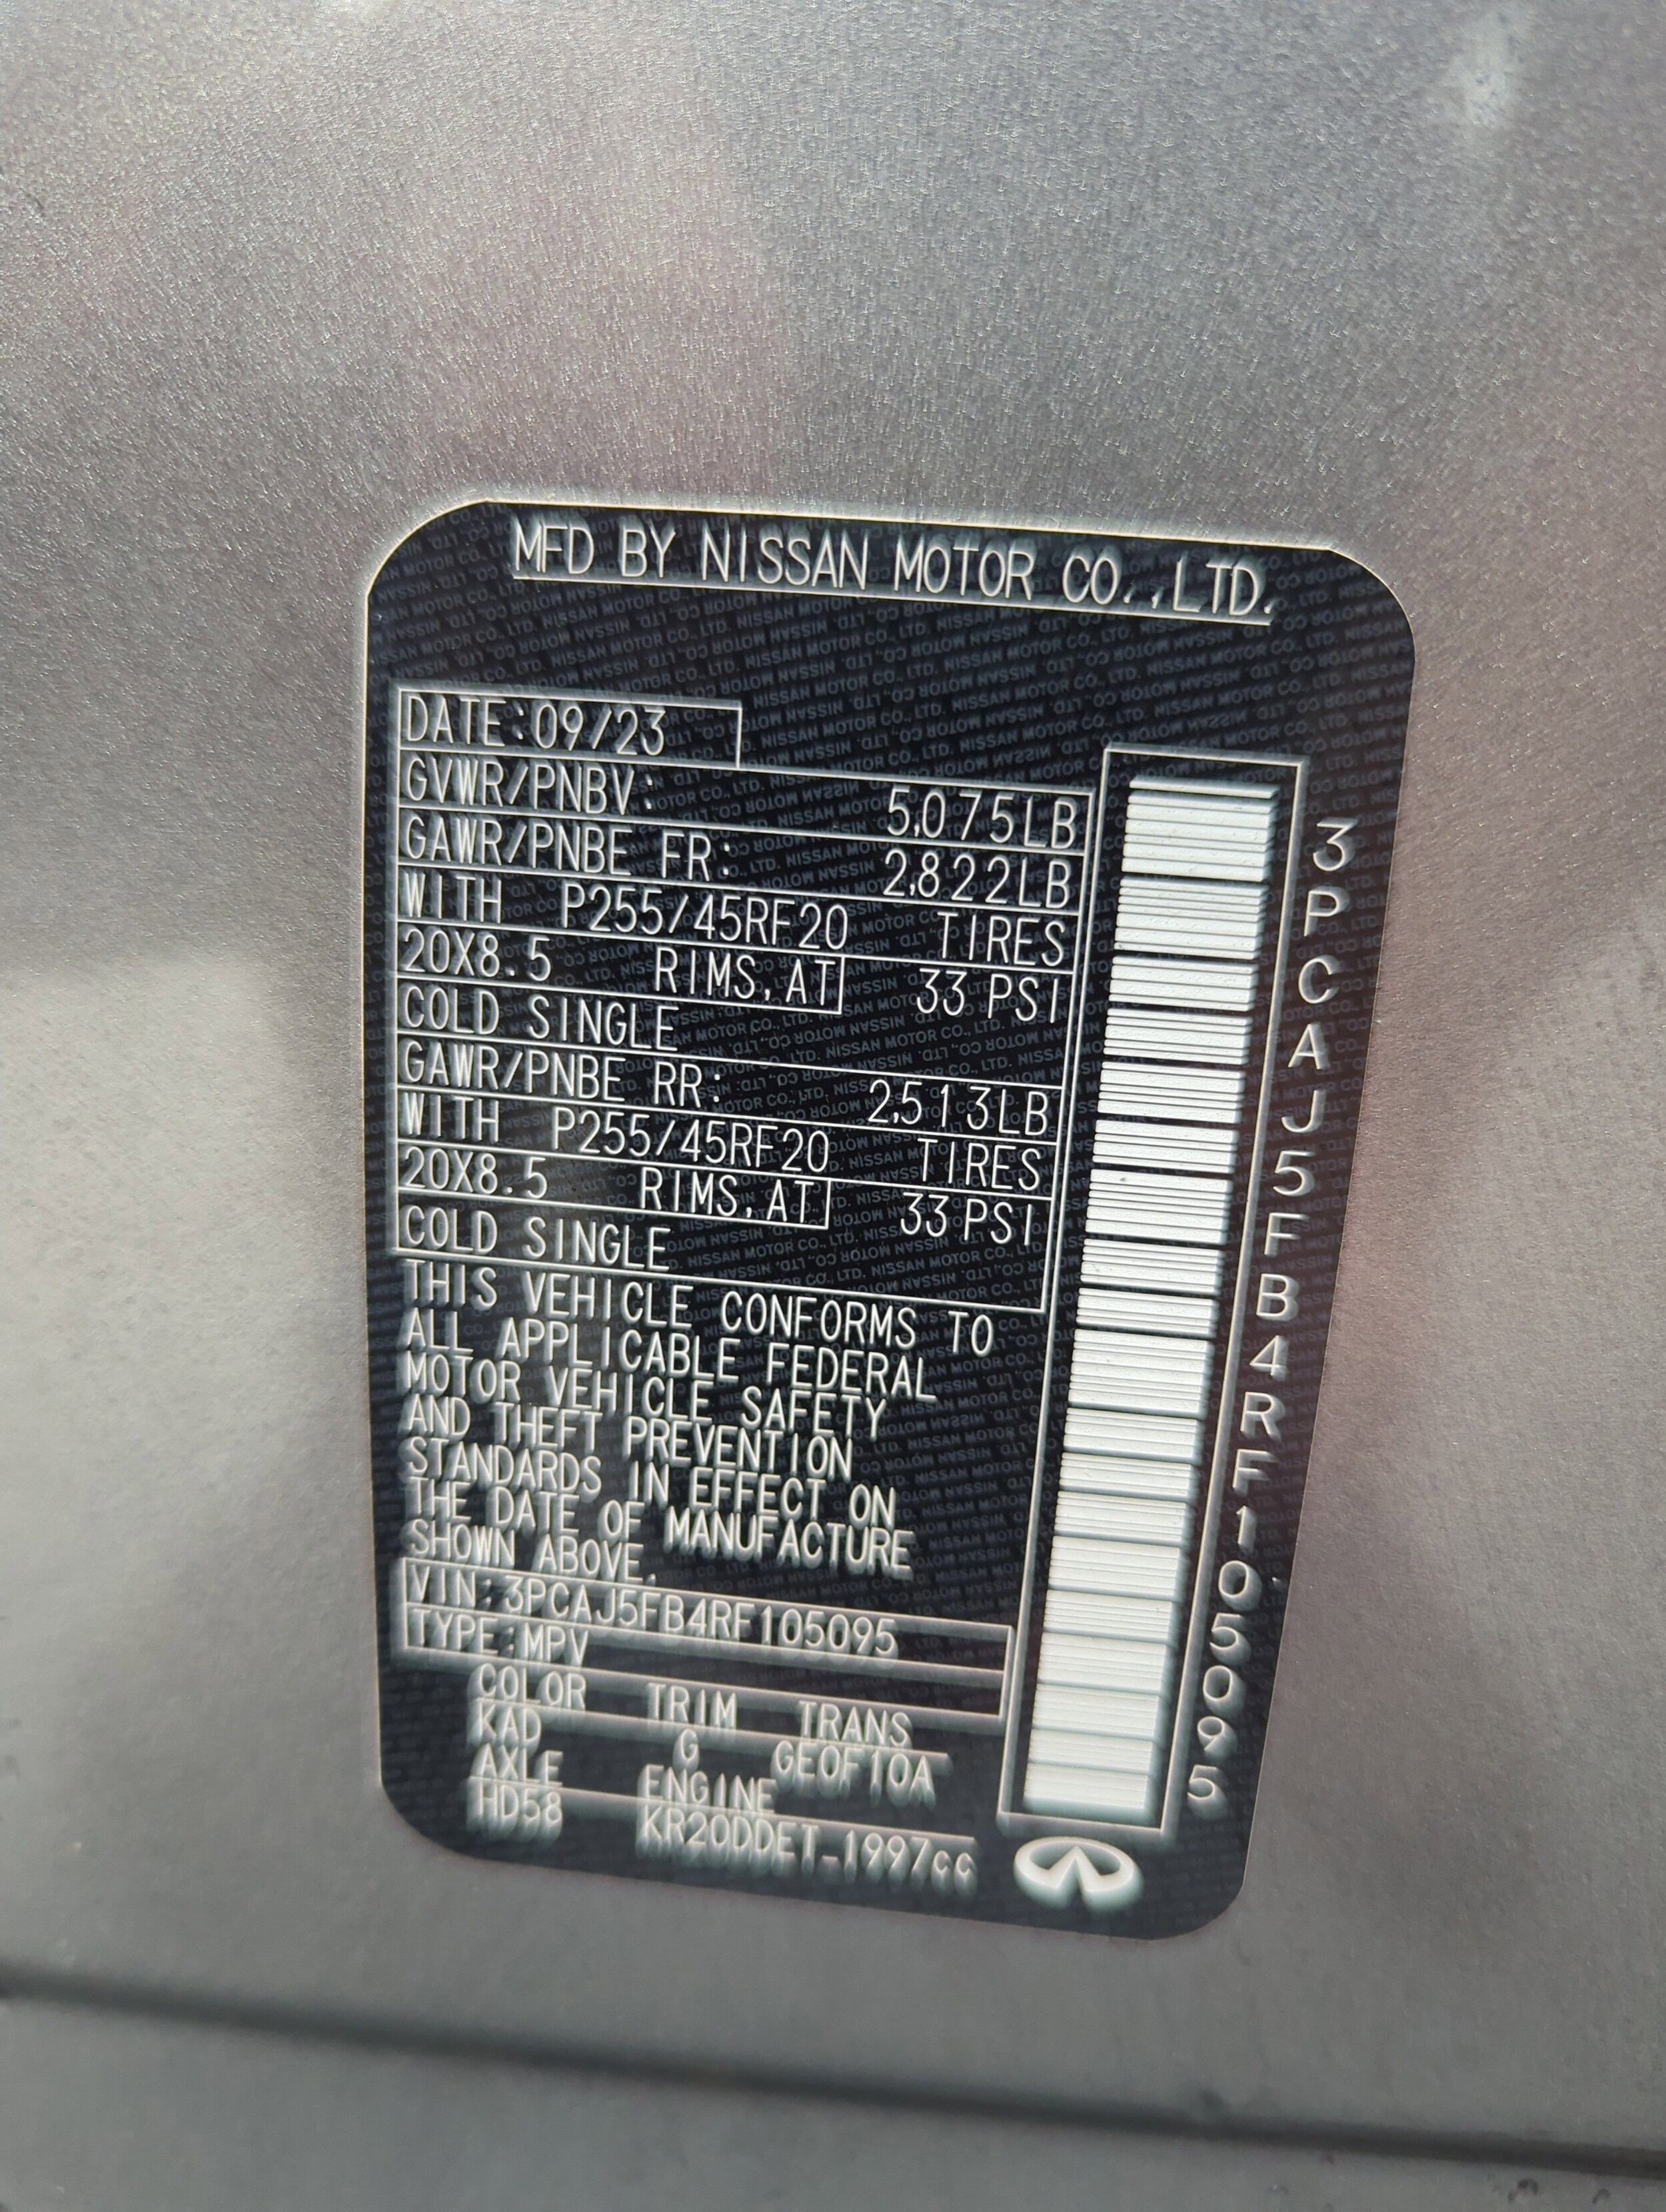 MFD BY NISSAN MOTOR CO.,LTD.
DATE:09/23
GVWR/PNBV: 5,075LB
GAWR/PNBE FR: 2,822LB
WITH P255/45RF20 TIRES
20X8.5 RIMS,AT 33 PSI
COLD SINGLE
GAWR/PNBE RR: 2,513LB
WITH P255/45RF20 TIRES
20X8.5 RIMS,AT 33 PSI
COLD SINGLE
THIS VEHICLE CONFORMS TO
ALL APPLICABLE FEDERAL
MOTOR VEHICLE SAFETY
AND THEFT PREVENTION
STANDARDS IN EFFECT ON
THE DATE OF MANUFACTURE
SHOWN ABOVE.
VIN:3PCAJ5FB4RF105095
TYPE:MPV
COLOR TRIM TRANS
KAD G GE0F10A
AXLE ENGINE
HD58 KR20DDET-1997cc
3PCAJ5FB4RF105095